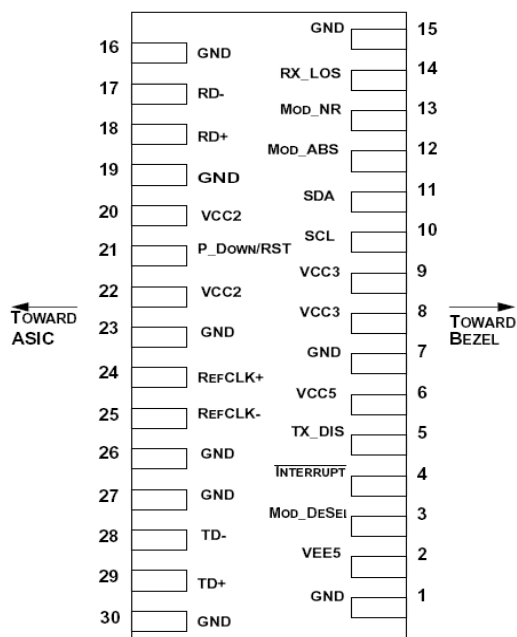 16 GND
17 RD-
18 RD+
19 GND
20 VCC2
21 P_DOWN/RST
22 VCC2
23 GND
24 REFCLK+
25 REFCLK-
26 GND
27 GND
28 TD-
29 TD+
30 GND
GND 15
RX_LOS 14
MOD_NR 13
MOD_ABS 12
SDA 11
SCL 10
VCC3 9
VCC3 8
GND 7
VCC5 6
TX_DIS 5
INTERRUPT 4
MOD_DESEL 3
VEE5 2
GND 1
TOWARD
ASIC
TOWARD
BEZEL